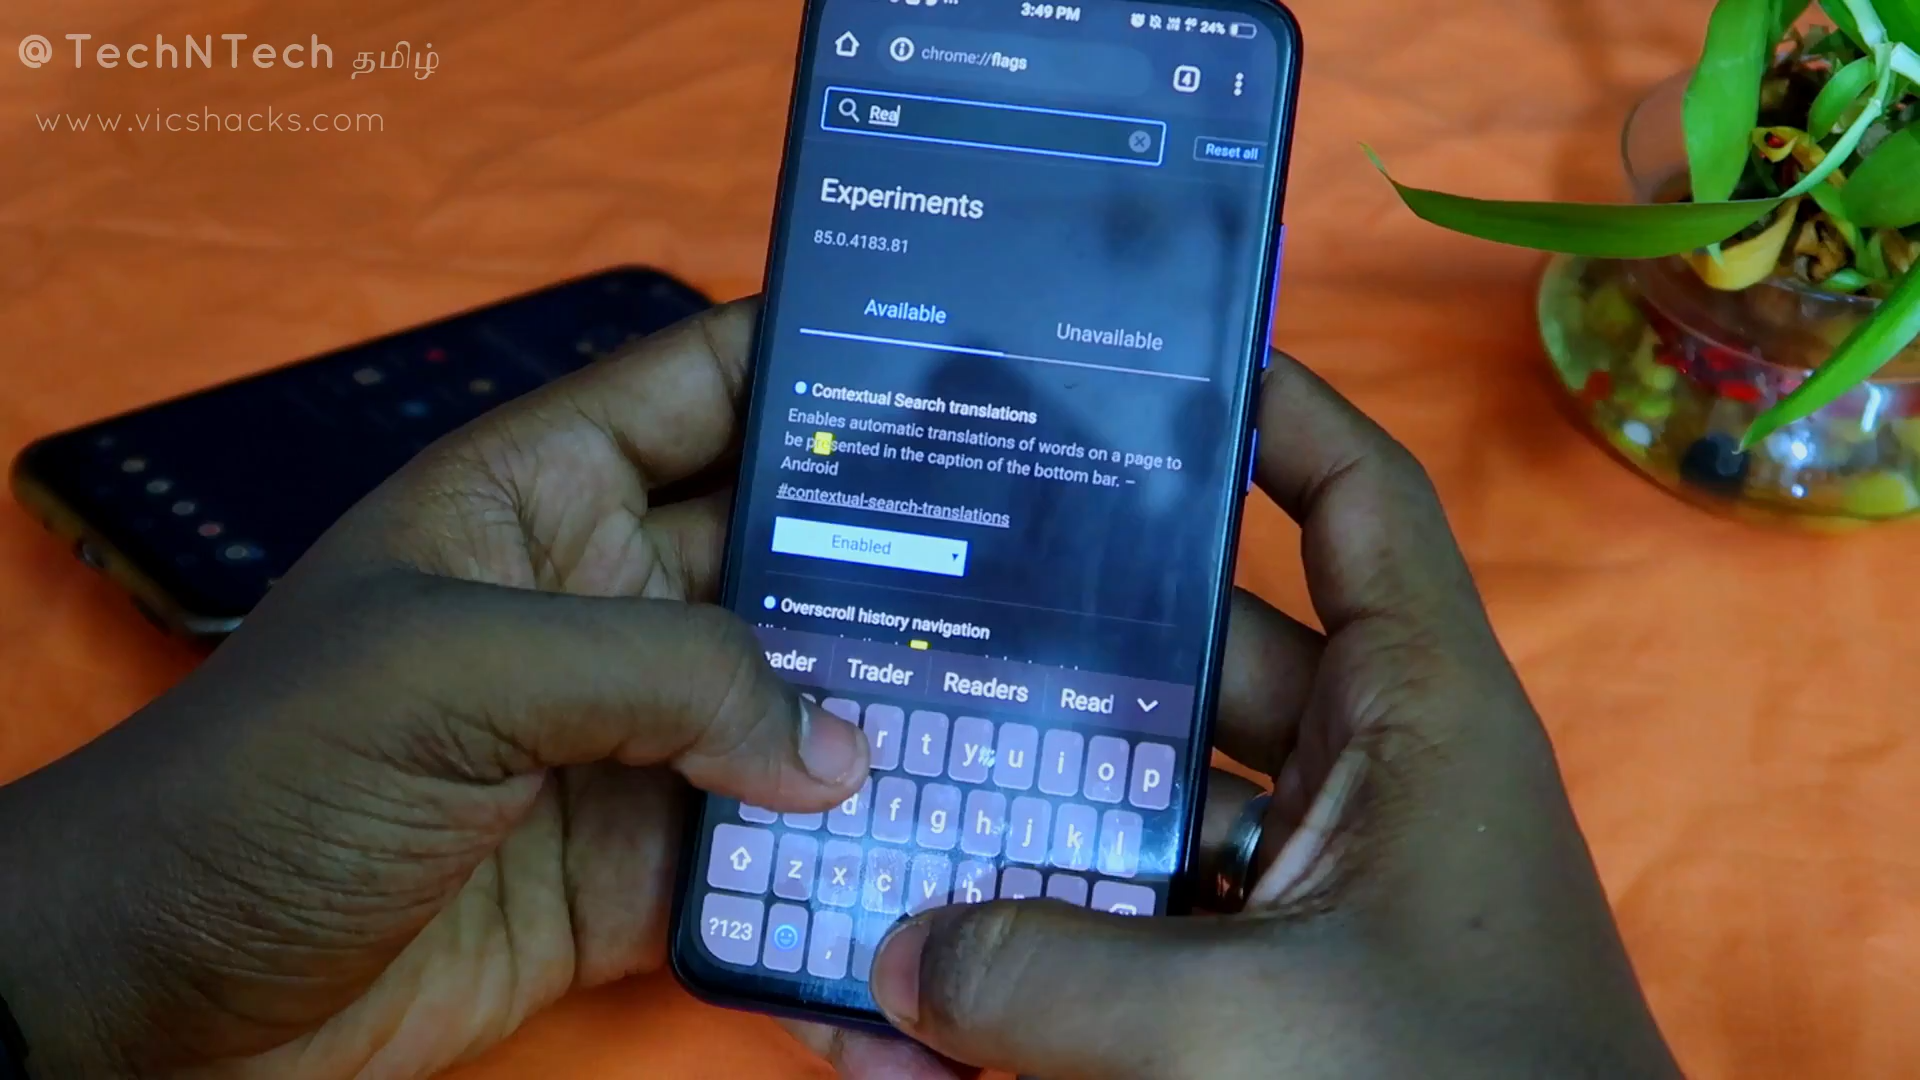 @ TechNTech தமிழ்
www.vicshacks.com
3:49 PM
24%
chrome://flags
4
Rea
Reset all
Experiments
85.0.4183.81
Available
Unavailable
Contextual Search translations
Enables automatic translations of words on a page to
be presented in the caption of the bottom bar. –
Android
#contextual-search-translations
Enabled
Overscroll history navigation
Trader
Readers
Read
r t y u i o p
d f g h j k l
z x c v b
?123 ,